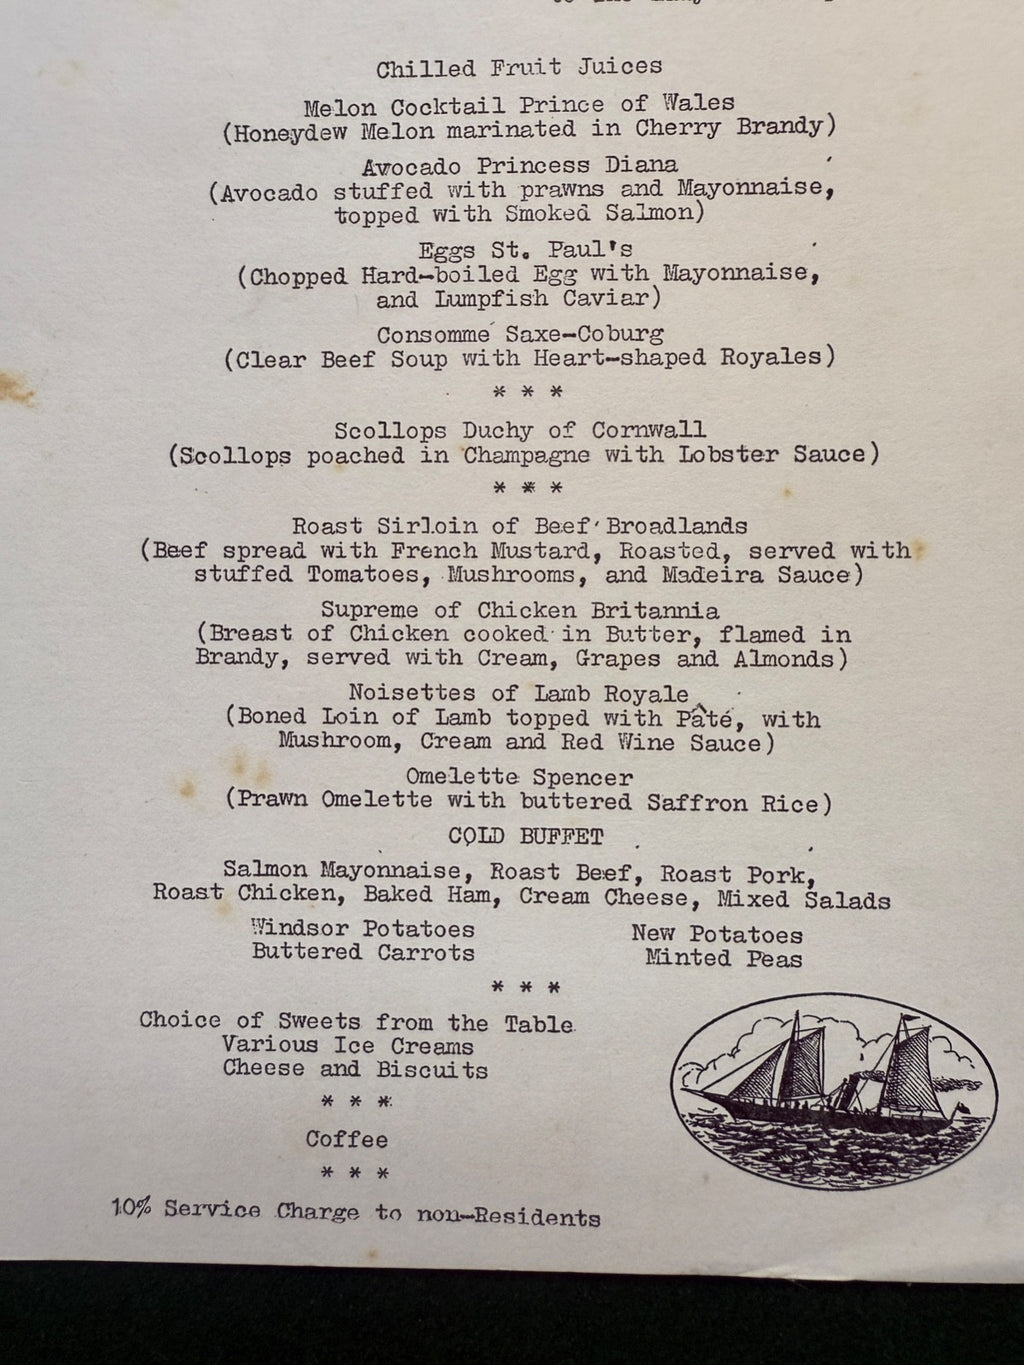 Chilled Fruit Juices
Melon Cocktail Prince of Wales
(Honeydew Melon marinated in Cherry Brandy)
Avocado Princess Diana
(Avocado stuffed with prawns and Mayonnaise,
topped with Smoked Salmon)
Eggs St. Paul's
(Chopped Hard-boiled Egg with Mayonnaise,
and Lumpfish Caviar)
Consommé Saxe-Coburg
(Clear Beef Soup with Heart-shaped Royales)
* * *
Scollops Duchy of Cornwall
(Scollops poached in Champagne with Lobster Sauce)
* * *
Roast Sirloin of Beef Broadlands
(Beef spread with French Mustard, Roasted, served with
stuffed Tomatoes, Mushrooms, and Madeira Sauce)
Supreme of Chicken Britannia
(Breast of Chicken cooked in Butter, flamed in
Brandy, served with Cream, Grapes and Almonds)
Noisettes of Lamb Royale
(Boned Loin of Lamb topped with Pâté, with
Mushroom, Cream and Red Wine Sauce)
Omelette Spencer
(Prawn Omelette with buttered Saffron Rice)
COLD BUFFET
Salmon Mayonnaise, Roast Beef, Roast Pork,
Roast Chicken, Baked Ham, Cream Cheese, Mixed Salads
Windsor Potatoes New Potatoes
Buttered Carrots Minted Peas
* * *
Choice of Sweets from the Table
Various Ice Creams
Cheese and Biscuits
* * *
Coffee
* * *
10% Service Charge to non-Residents